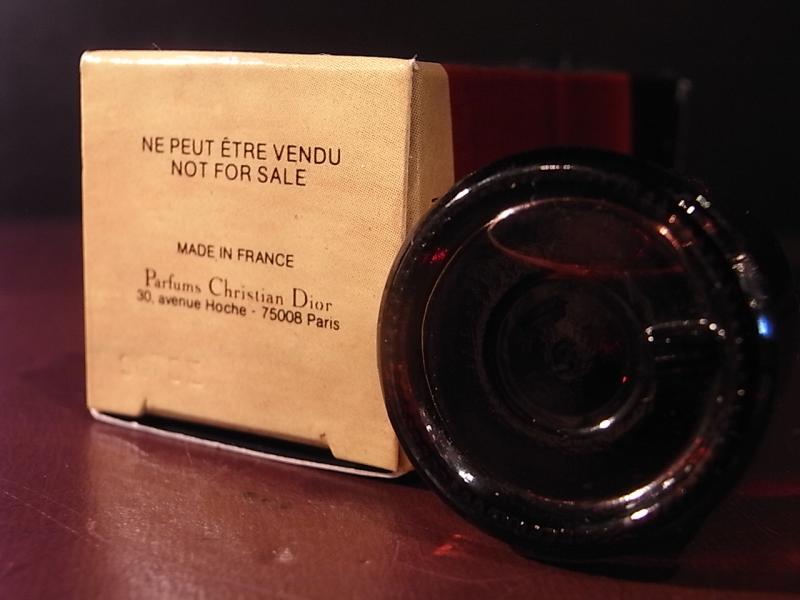 NE PEUT ÊTRE VENDU
NOT FOR SALE
MADE IN FRANCE
Parfums Christian Dior
30, avenue Hoche - 75008 Paris